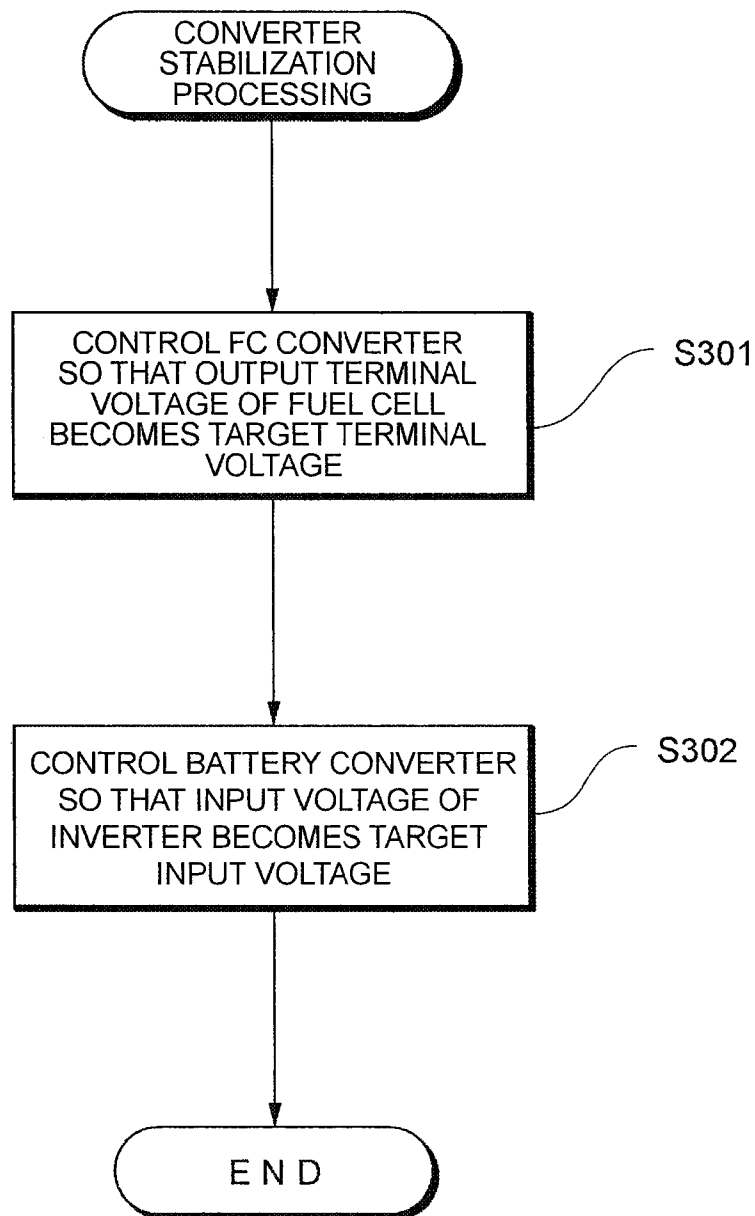 CONVERTER
STABILIZATION
PROCESSING
CONTROL FC CONVERTER
SO THAT OUTPUT TERMINAL
VOLTAGE OF FUEL CELL
BECOMES TARGET TERMINAL
VOLTAGE
S301
CONTROL BATTERY CONVERTER
SO THAT INPUT VOLTAGE OF
INVERTER BECOMES TARGET
INPUT VOLTAGE
S302
END